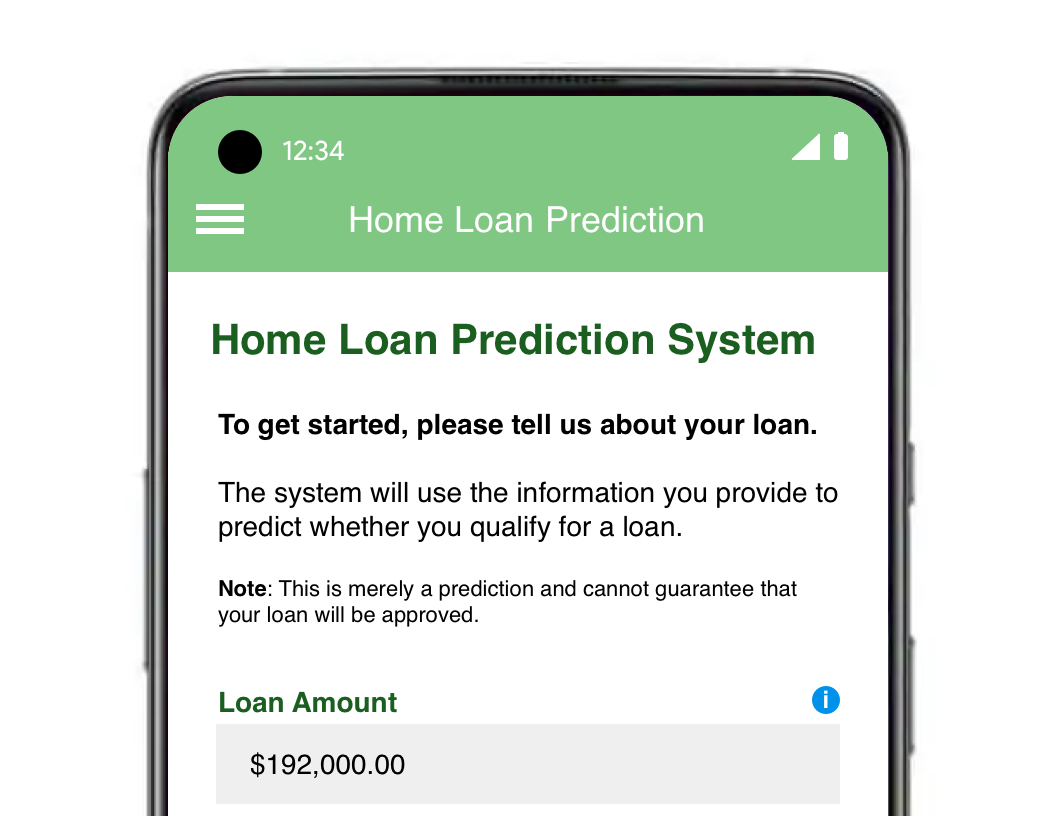 12:34
Home Loan Prediction
Home Loan Prediction System
To get started, please tell us about your loan.
The system will use the information you provide to
predict whether you qualify for a loan.
Note: This is merely a prediction and cannot guarantee that
your loan will be approved.
Loan Amount
i
$192,000.00